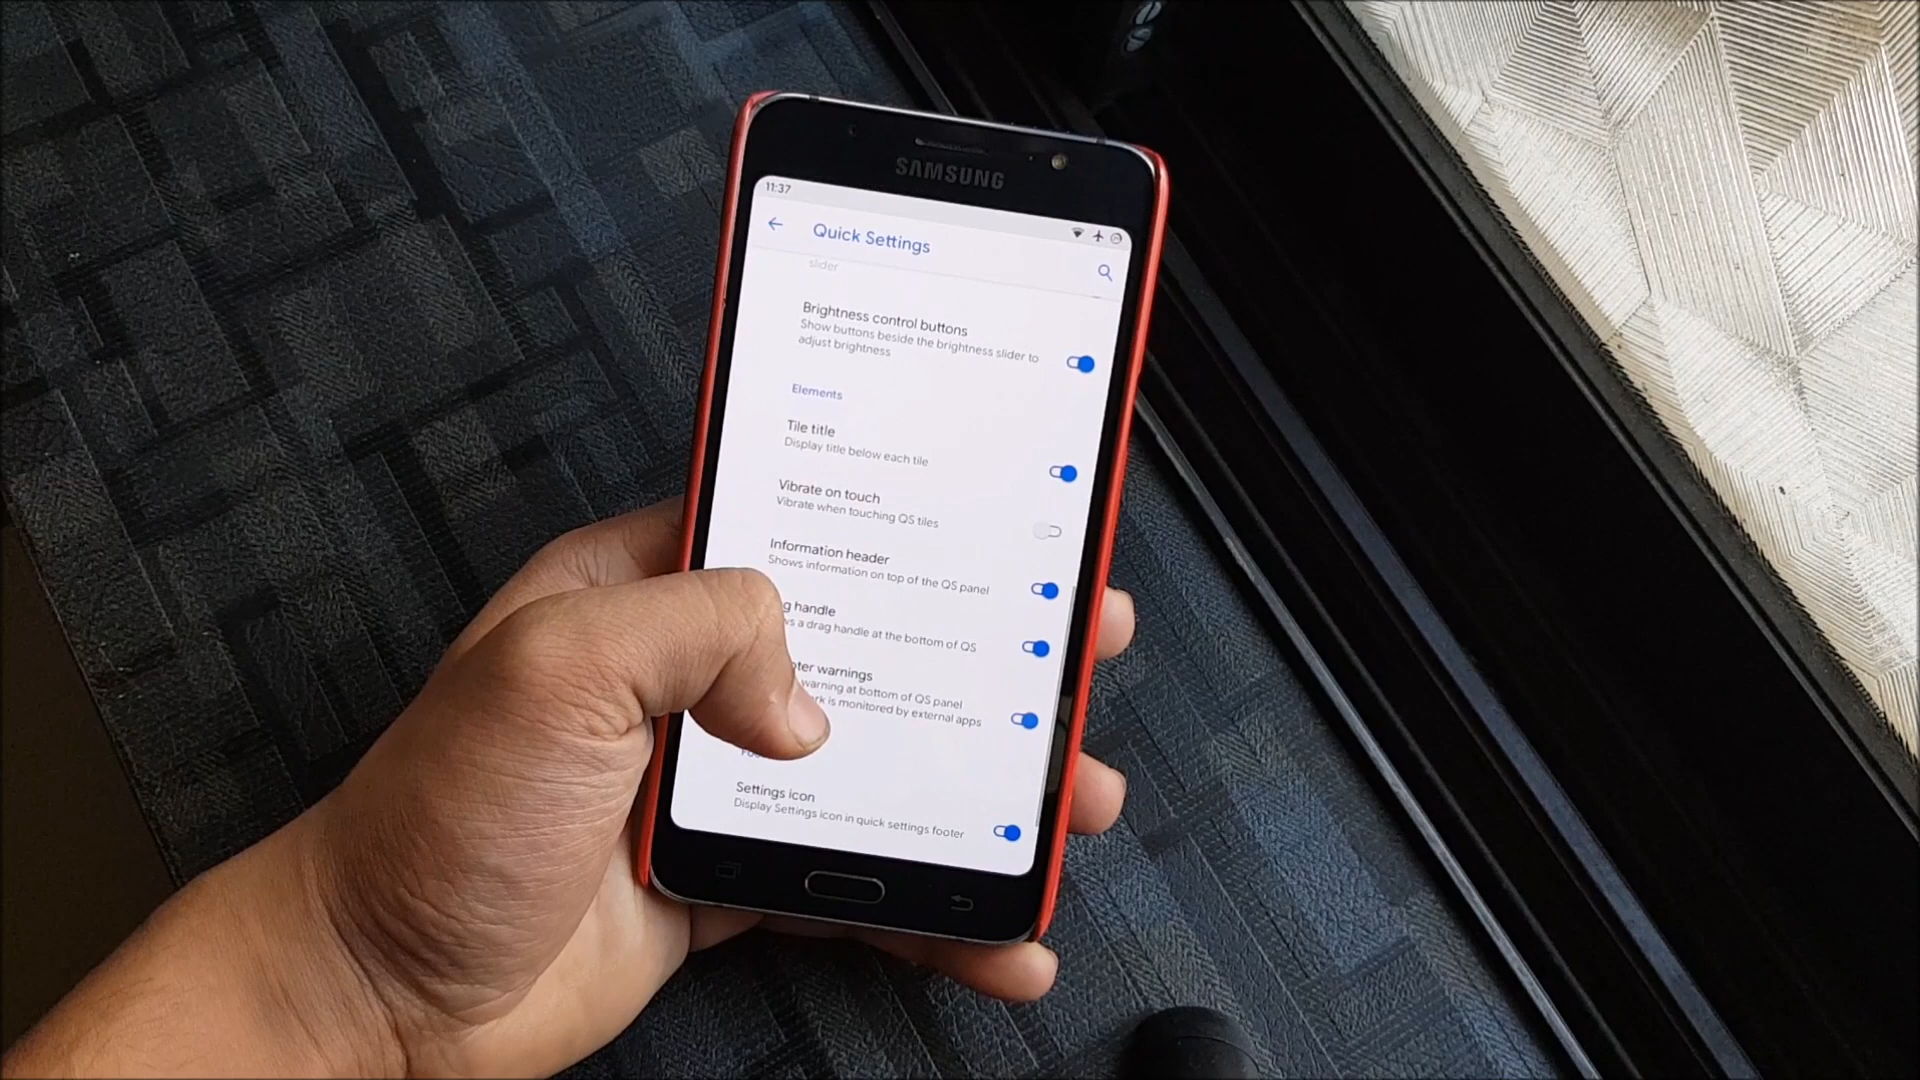 SAMSUNG
11:37
Quick Settings
slider
Brightness control buttons
Show buttons beside the brightness slider to
adjust brightness
Elements
Tile title
Display title below each tile
Vibrate on touch
Vibrate when touching QS tiles
Information header
Shows information on top of the QS panel
g handle
ws a drag handle at the bottom of QS
oter warnings
warning at bottom of QS panel
rk is monitored by external apps
Settings icon
Display Settings icon in quick settings footer